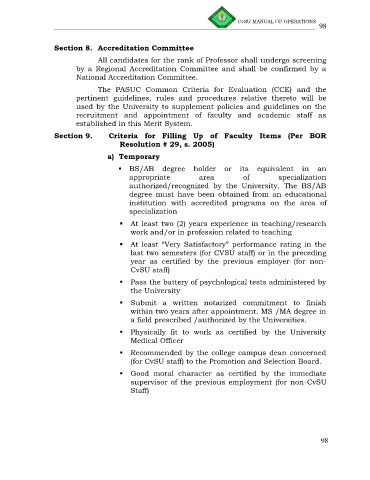 CvSU MANUAL OF OPERATIONS
98
Section 8. Accreditation Committee
All candidates for the rank of Professor shall undergo screening
by a Regional Accreditation Committee and shall be confirmed by a
National Accreditation Committee.
The PASUC Common Criteria for Evaluation (CCE) and the
pertinent guidelines, rules and procedures relative thereto will be
used by the University to supplement policies and guidelines on the
recruitment and appointment of faculty and academic staff as
established in this Merit System.
Section 9. Criteria for Filling Up of Faculty Items (Per BOR
Resolution # 29, s. 2005)
a) Temporary
▪ BS/AB degree holder or its equivalent in an
appropriate area of specialization
authorized/recognized by the University. The BS/AB
degree must have been obtained from an educational
institution with accredited programs on the area of
specialization
▪ At least two (2) years experience in teaching/research
work and/or in profession related to teaching
▪ At least “Very Satisfactory” performance rating in the
last two semesters (for CVSU staff) or in the preceding
year as certified by the previous employer (for non-
CvSU staff)
▪ Pass the battery of psychological tests administered by
the University
▪ Submit a written notarized commitment to finish
within two years after appointment. MS /MA degree in
a field prescribed /authorized by the Universities.
▪ Physically fit to work as certified by the University
Medical Officer
▪ Recommended by the college campus dean concerned
(for CvSU staff) to the Promotion and Selection Board.
▪ Good moral character as certified by the immediate
supervisor of the previous employment (for non-CvSU
Staff)
98